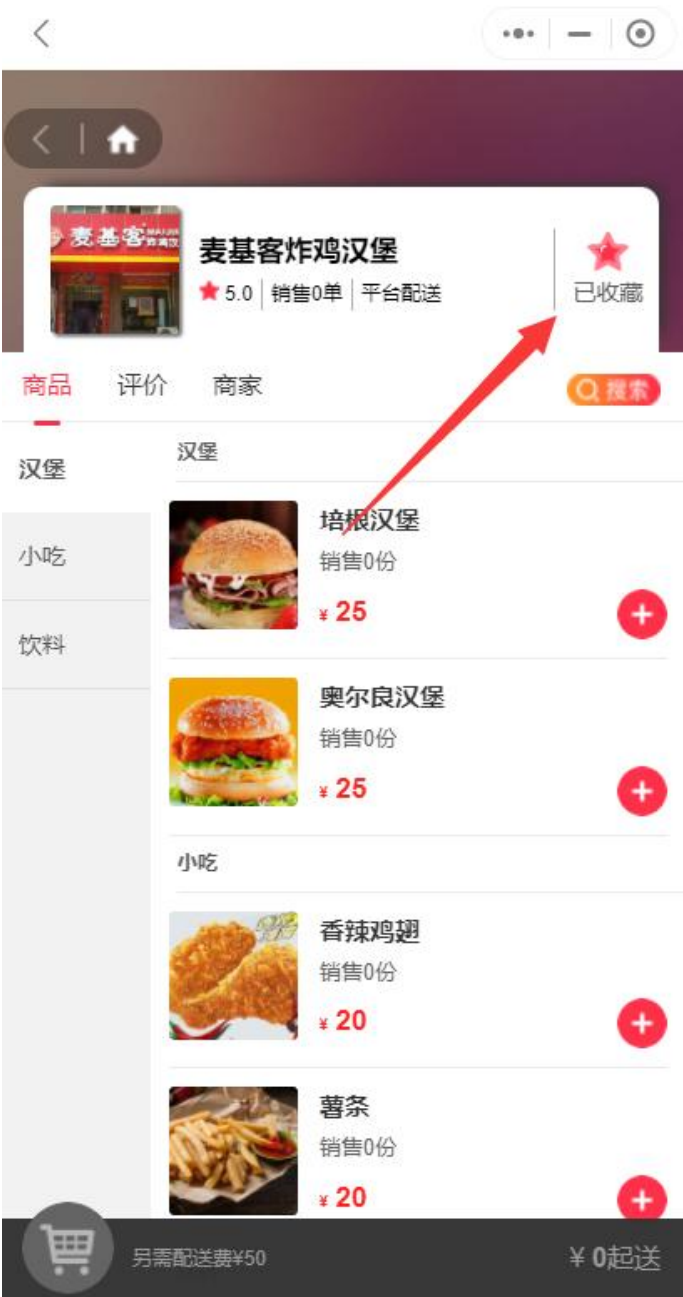 麦基客
麦基客炸鸡汉堡
5.0 销售0单 平台配送
已收藏
商品 评价 商家
搜索
汉堡
小吃
饮料
汉堡
培根汉堡
销售0份
¥ 25
奥尔良汉堡
销售0份
¥ 25
小吃
香辣鸡翅
销售0份
¥ 20
薯条
销售0份
¥ 20
另需配送费¥50
¥ 0起送